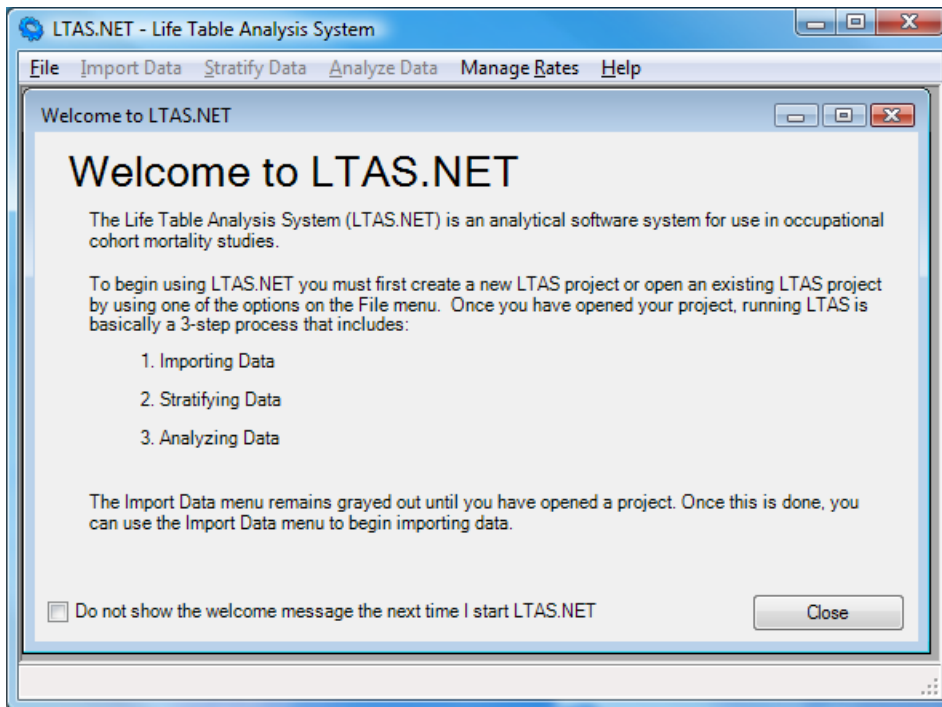 LTAS.NET - Life Table Analysis System
File Import Data Stratify Data Analyze Data Manage Rates Help
Welcome to LTAS.NET
Welcome to LTAS.NET
The Life Table Analysis System (LTAS.NET) is an analytical software system for use in occupational
cohort mortality studies.
To begin using LTAS.NET you must first create a new LTAS project or open an existing LTAS project
by using one of the options on the File menu.  Once you have opened your project, running LTAS is
basically a 3-step process that includes:
1. Importing Data
2. Stratifying Data
3. Analyzing Data
The Import Data menu remains grayed out until you have opened a project. Once this is done, you
can use the Import Data menu to begin importing data.
Do not show the welcome message the next time I start LTAS.NET
Close